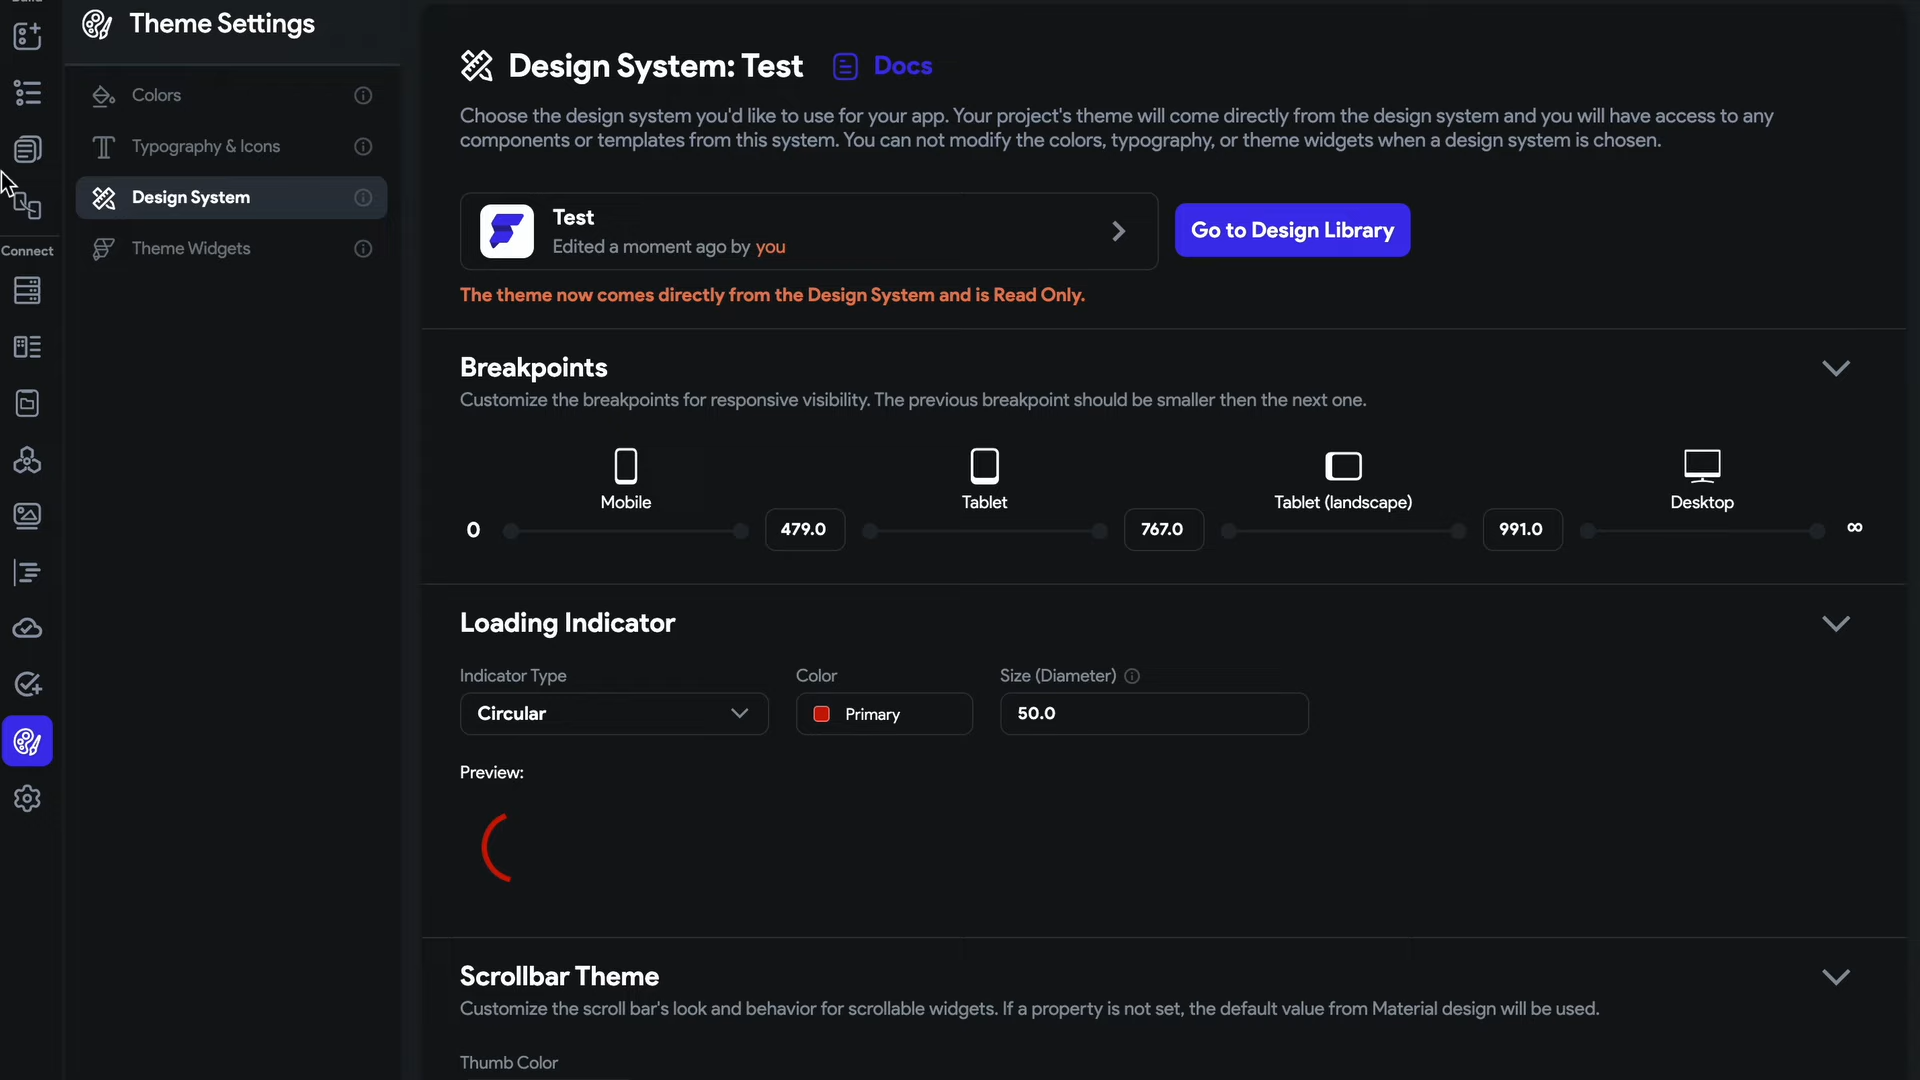 Theme Settings
Colors
Typography & Icons
Design System
Theme Widgets
Connect
Design System: Test
Docs
Choose the design system you'd like to use for your app. Your project's theme will come directly from the design system and you will have access to any
components or templates from this system. You can not modify the colors, typography, or theme widgets when a design system is chosen.
Test
Edited a moment ago by you
Go to Design Library
The theme now comes directly from the Design System and is Read Only.
Breakpoints
Customize the breakpoints for responsive visibility. The previous breakpoint should be smaller then the next one.
Mobile
Tablet
Tablet (landscape)
Desktop
0
479.0
767.0
991.0
∞
Loading Indicator
Indicator Type
Color
Size (Diameter)
Circular
Primary
50.0
Preview:
Scrollbar Theme
Customize the scroll bar's look and behavior for scrollable widgets. If a property is not set, the default value from Material design will be used.
Thumb Color